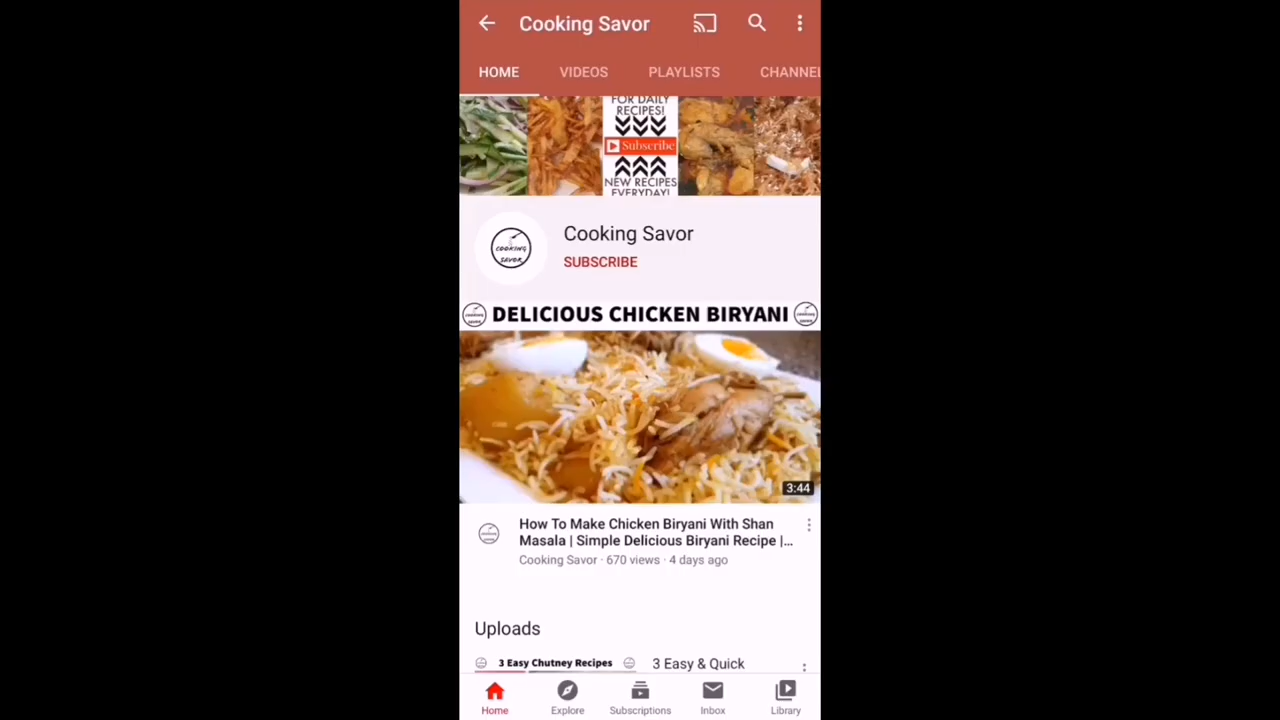 Cooking Savor
HOME VIDEOS PLAYLISTS CHANNEL
FOR DAILY
RECIPES!
Subscribe
NEW RECIPES
EVERYDAY!
COOKING
SAVOR
Cooking Savor
SUBSCRIBE
DELICIOUS CHICKEN BIRYANI
3:44
How To Make Chicken Biryani With Shan
Masala | Simple Delicious Biryani Recipe |...
Cooking Savor · 670 views · 4 days ago
Uploads
3 Easy Chutney Recipes
3 Easy & Quick
Home Explore Subscriptions Inbox Library